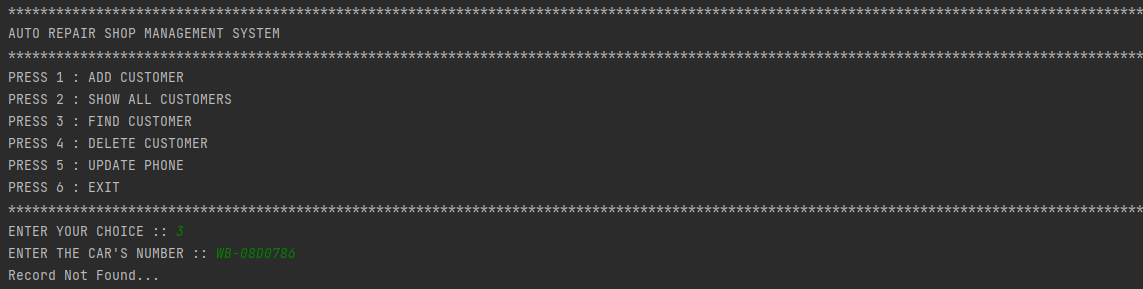 ***********************************************************************************************************************************************
AUTO REPAIR SHOP MANAGEMENT SYSTEM
***********************************************************************************************************************************************
PRESS 1 : ADD CUSTOMER
PRESS 2 : SHOW ALL CUSTOMERS
PRESS 3 : FIND CUSTOMER
PRESS 4 : DELETE CUSTOMER
PRESS 5 : UPDATE PHONE
PRESS 6 : EXIT
***********************************************************************************************************************************************
ENTER YOUR CHOICE :: 3
ENTER THE CAR'S NUMBER :: WB-08D0786
Record Not Found...